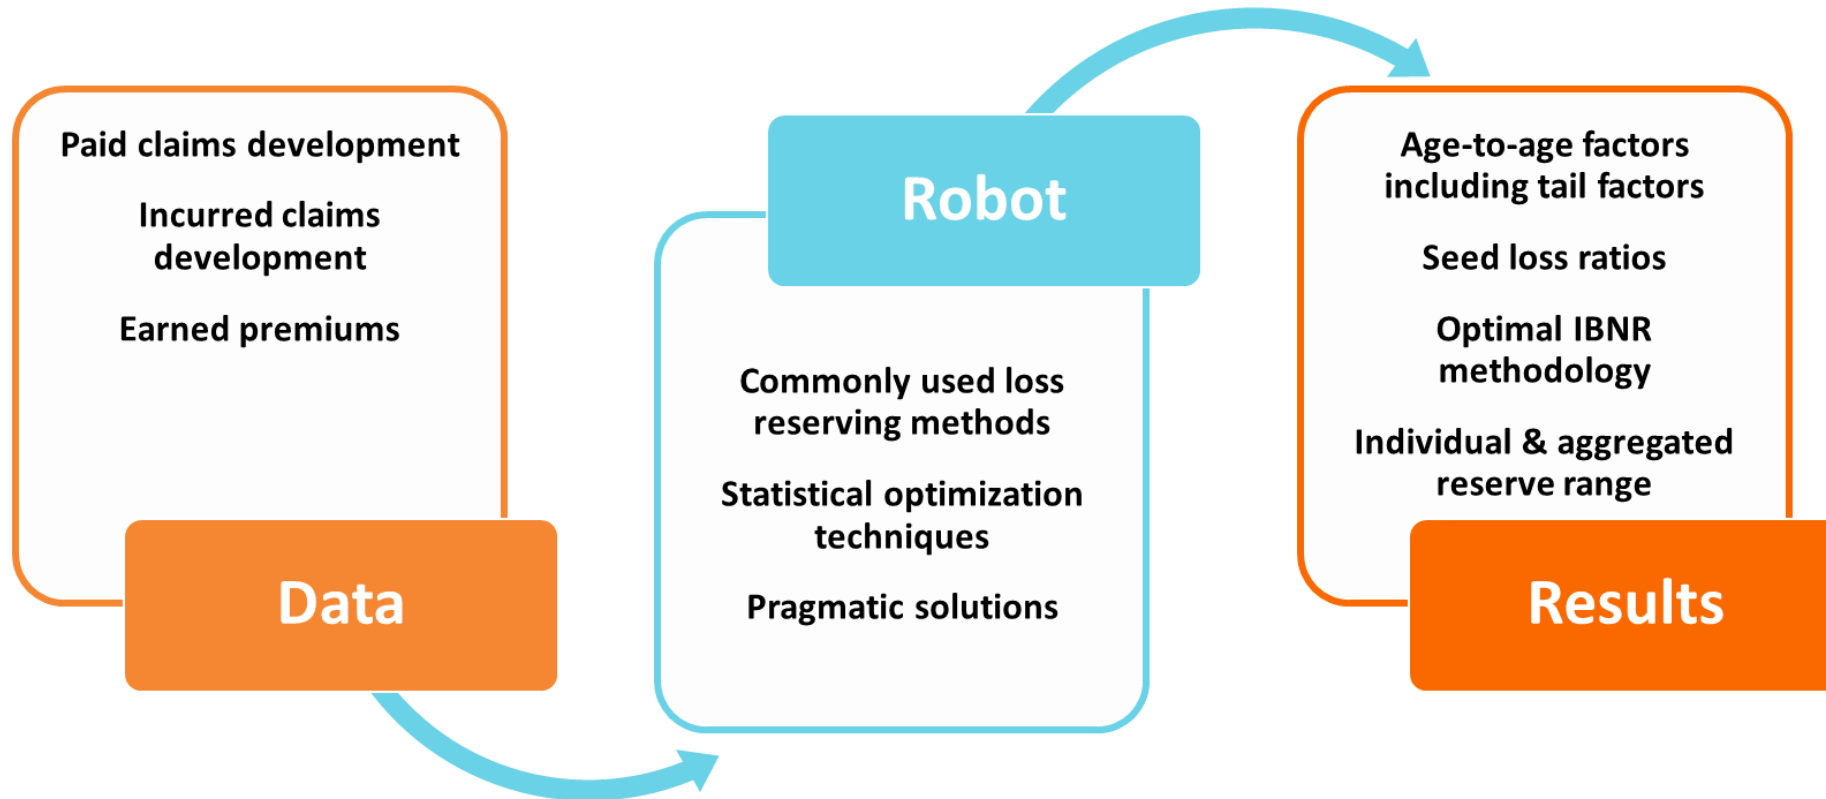 Paid claims development
Incurred claims
development
Earned premiums
Data
Robot
Commonly used loss
reserving methods
Statistical optimization
techniques
Pragmatic solutions
Age-to-age factors
including tail factors
Seed loss ratios
Optimal IBNR
methodology
Individual & aggregated
reserve range
Results